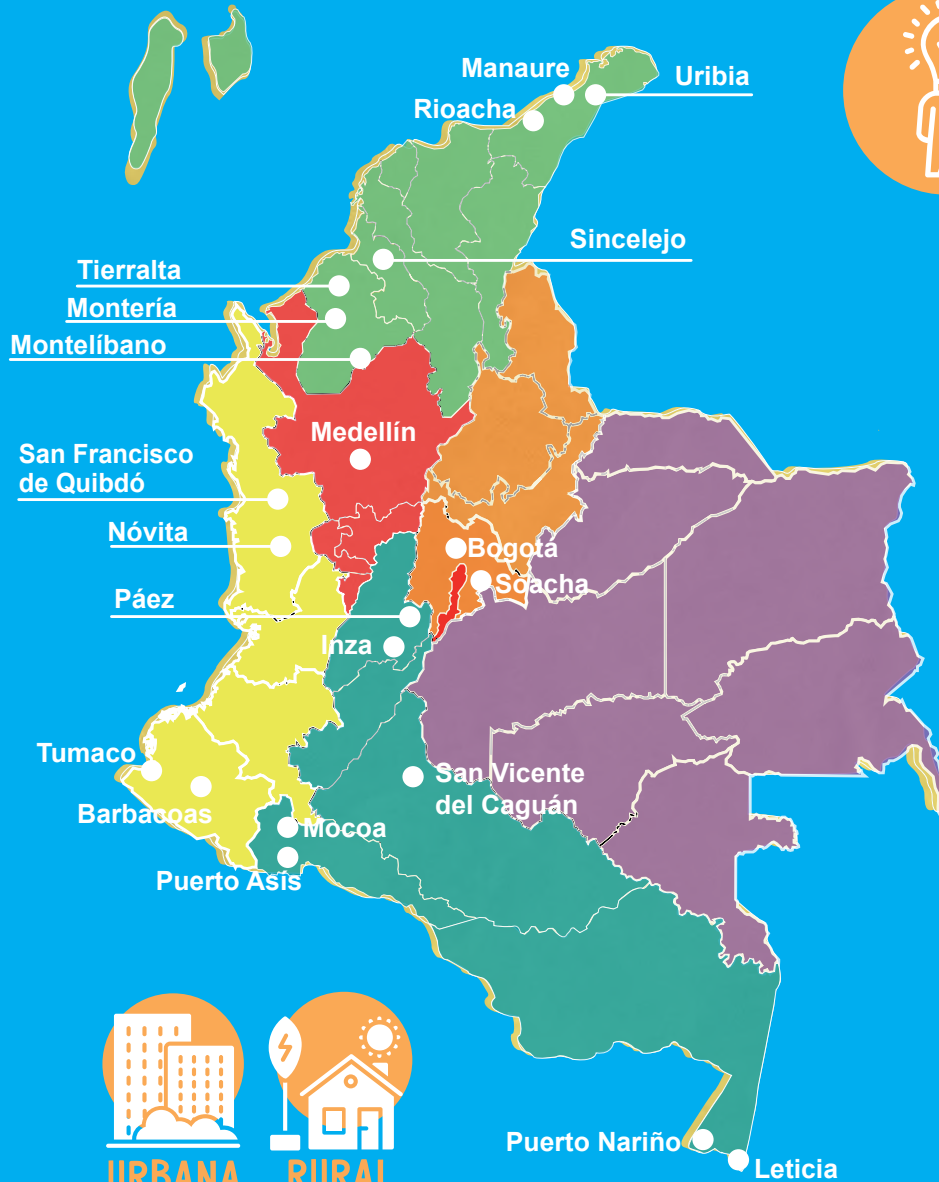 Manaure
Uribia
Rioacha
Sincelejo
Tierralta
Montería
Montelíbano
Medellín
San Francisco
de Quibdó
Nóvita
Bogotá
Soacha
Páez
Inza
Tumaco
San Vicente
del Caguán
Barbacoas
Mocoa
Puerto Asís
Puerto Nariño
Leticia
URBANA
RURAL